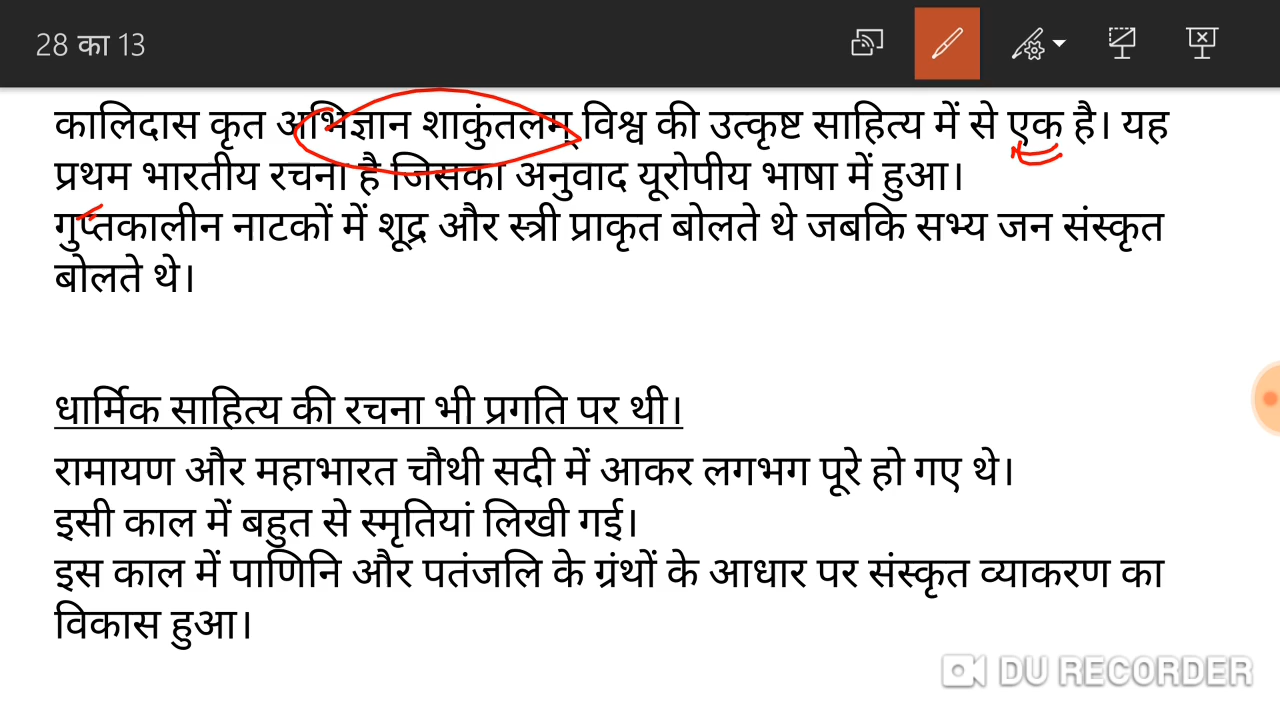 28 का 13
कालिदास कृत अभिज्ञान शाकुंतलम् विश्व की उत्कृष्ट साहित्य में से एक है। यह
प्रथम भारतीय रचना है जिसका अनुवाद यूरोपीय भाषा में हुआ।
गुप्तकालीन नाटकों में शूद्र और स्त्री प्राकृत बोलते थे जबकि सभ्य जन संस्कृत
बोलते थे।
धार्मिक साहित्य की रचना भी प्रगति पर थी।
रामायण और महाभारत चौथी सदी में आकर लगभग पूरे हो गए थे।
इसी काल में बहुत से स्मृतियां लिखी गई।
इस काल में पाणिनि और पतंजलि के ग्रंथों के आधार पर संस्कृत व्याकरण का
विकास हुआ।
DU RECORDER